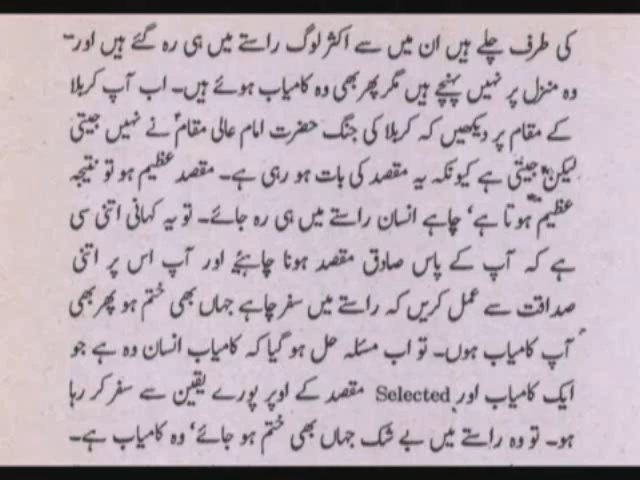 کی طرف چلے ہیں ان میں سے اکثر لوگ راستے میں ہی رہ گئے ہیں اور
وہ منزل پر نہیں پہنچے ہیں مگر پھر بھی وہ کامیاب ہوئے ہیں۔ اب آپ کربلا
کے مقام پر دیکھیں کہ کربلا کی جنگ حضرت امام عالی مقامؑ نے نہیں جیتی
لیکن جیتی ہے کیونکہ یہ مقصد کی بات ہو رہی ہے۔ مقصد عظیم ہو تو نتیجہ
عظیم ہوتا ہے‘ چاہے انسان راستے میں ہی رہ جائے۔ تو یہ کہانی اتنی سی
ہے کہ آپ کے پاس صادق مقصد ہونا چاہئیے اور آپ اس پر اتنی
صداقت سے عمل کریں کہ راستے میں سفر چاہے جہاں بھی ختم ہو پھر بھی
آپ کامیاب ہوں۔ تو اب مسئلہ حل ہو گیا کہ کامیاب انسان وہ ہے جو
ایک کامیاب اور Selected مقصد کے اوپر پورے یقین سے سفر کر رہا
ہو۔ تو وہ راستے میں بے شک جہاں بھی ختم ہو جائے‘ وہ کامیاب ہے۔